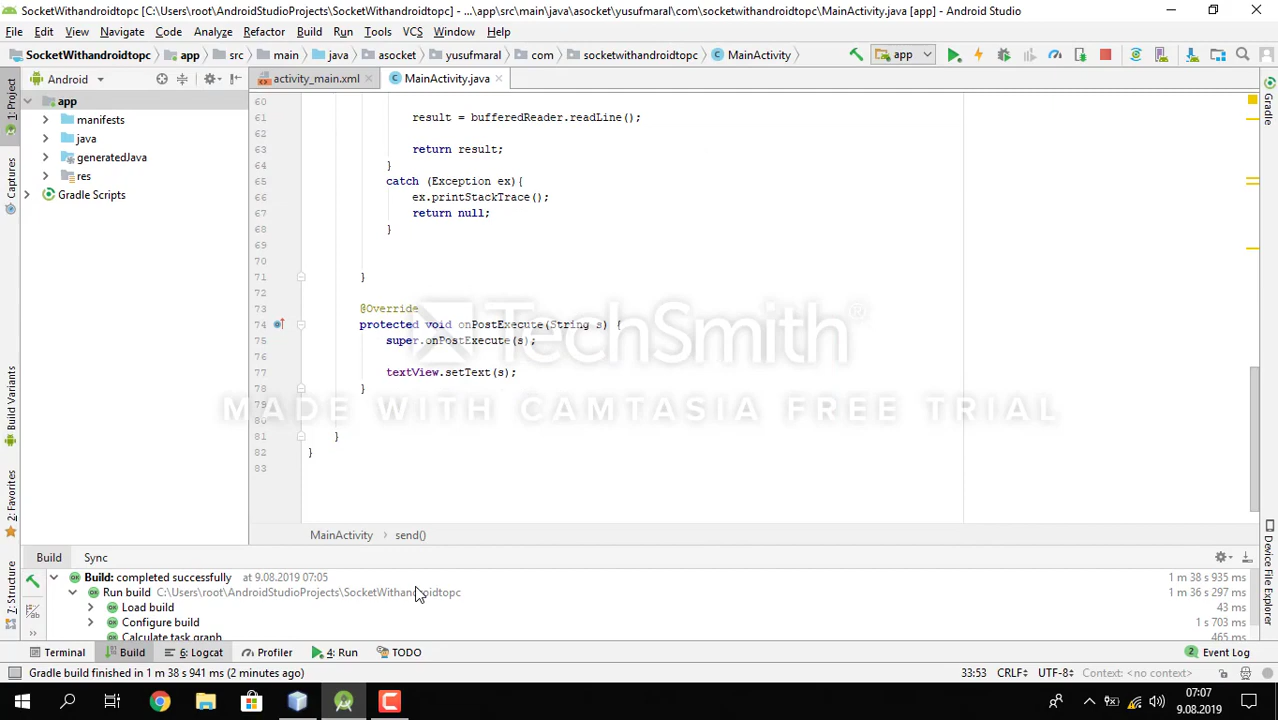 SocketWithandroidtopc [C:\Users\root\AndroidStudioProjects\SocketWithandroidtopc] - ...\app\src\main\java\asocket\yusufmaral\com\socketwithandroidtopc\MainActivity.java [app] - Android Studio
File Edit View Navigate Code Analyze Refactor Build Run Tools VCS Window Help
SocketWithandroidtopc app src main java asocket yusufmaral com socketwithandroidtopc MainActivity app
Android activity_main.xml MainActivity.java
1: Project
Captures
Build Variants
2: Favorites
7: Structure
app
manifests
java
generatedJava
res
Gradle Scripts
60
61 result = bufferedReader.readLine();
62
63 return result;
64 }
65 catch (Exception ex){
66 ex.printStackTrace();
67 return null;
68 }
69
70
71 }
72
73 @Override
74 protected void onPostExecute(String s) {
75 super.onPostExecute(s);
76
77 textView.setText(s);
78 }
79
80
81 }
82 }
83
TechSmith®
MADE WITH CAMTASIA FREE TRIAL
Gradle
Device File Explorer
MainActivity › send()
Build Sync
Build: completed successfully at 9.08.2019 07:05 1 m 38 s 935 ms
Run build C:\Users\root\AndroidStudioProjects\SocketWithandroidtopc 1 m 36 s 297 ms
Load build 43 ms
Configure build 1 s 703 ms
Calculate task graph 465 ms
Terminal Build 6: Logcat Profiler 4: Run TODO 2 Event Log
Gradle build finished in 1 m 38 s 941 ms (2 minutes ago) 33:53 CRLF UTF-8 Context: <no context>
07:07
9.08.2019